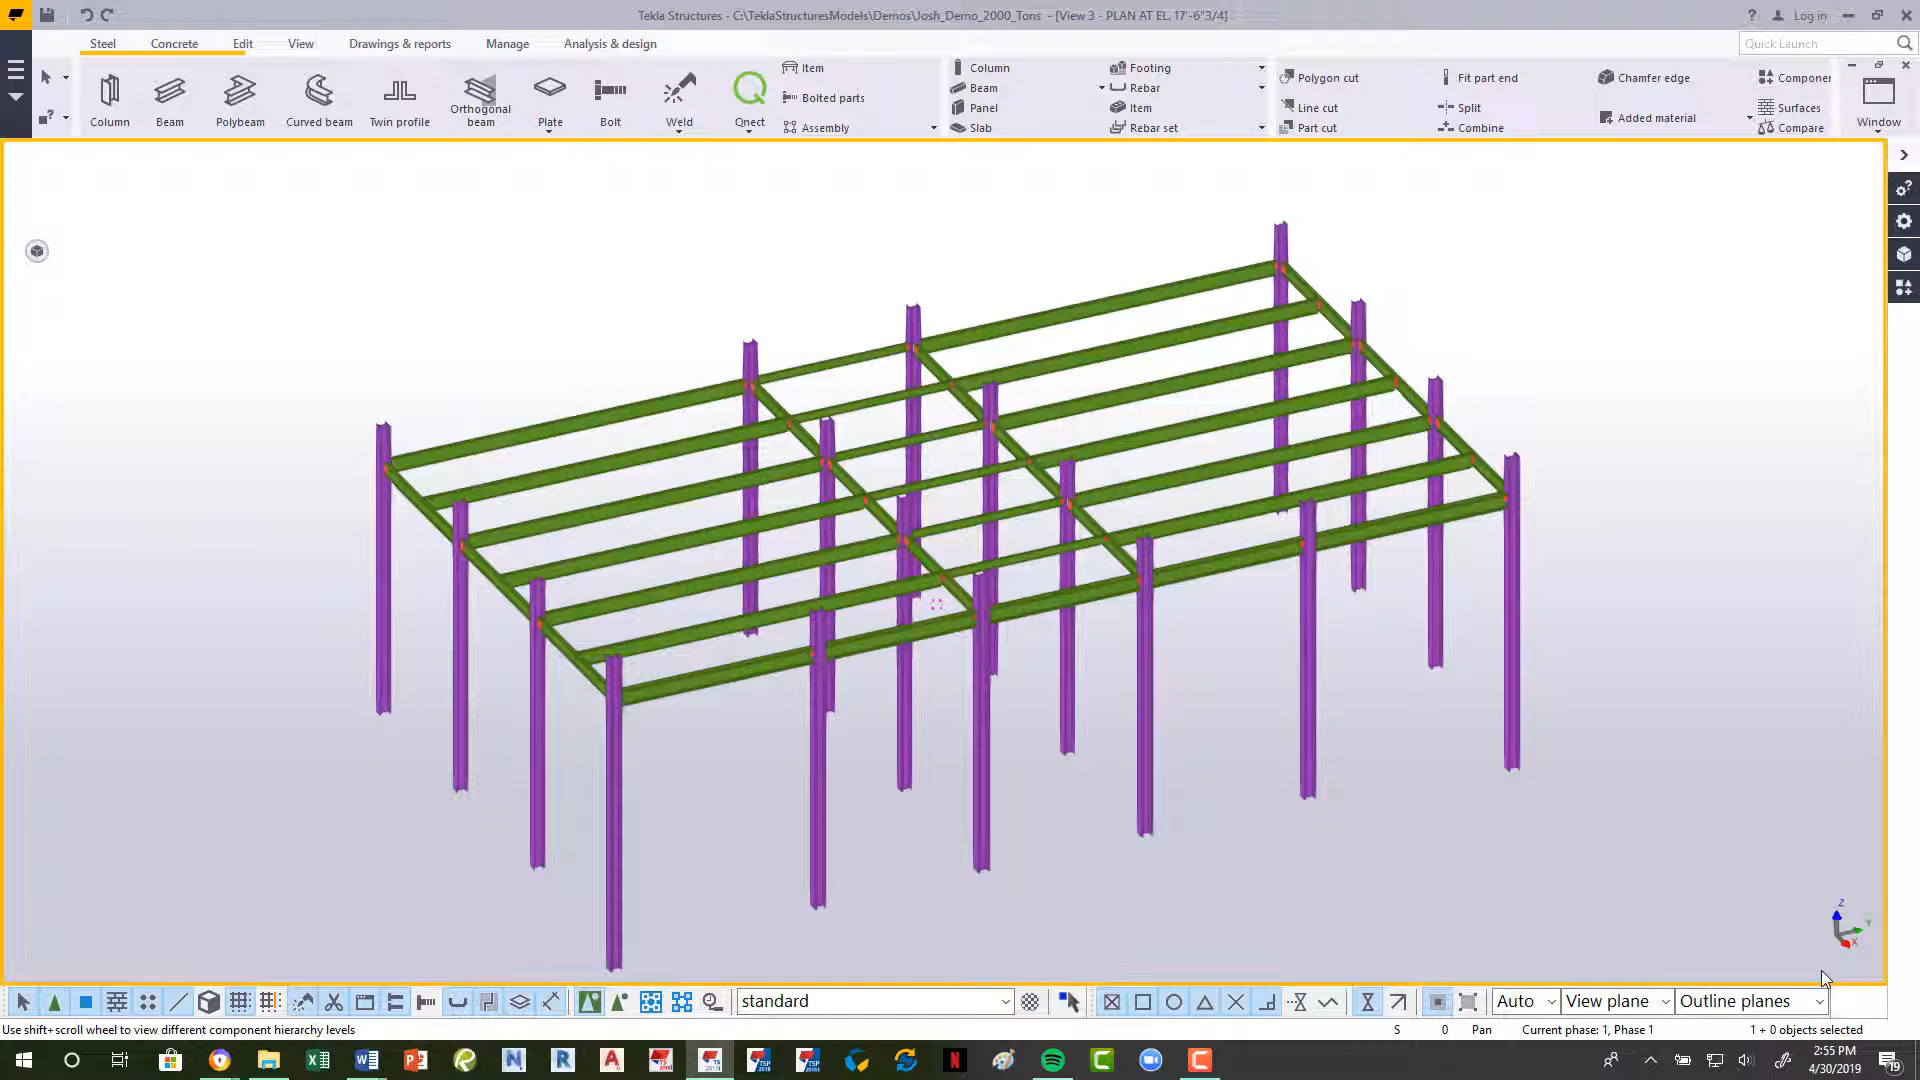 Tekla Structures - C:\TeklaStructuresModels\Demos\Josh_Demo_2000_Tons - [View 3 - PLAN AT EL. 17'-6"3/4]
? Log in
Steel Concrete Edit View Drawings & reports Manage Analysis & design
Quick Launch
Column
Beam
Polybeam
Curved beam
Twin profile
Orthogonal
beam
Plate
Bolt
Weld
Qnect
Item
Bolted parts
Assembly
Column
Beam
Panel
Slab
Footing
Rebar
Item
Rebar set
Polygon cut
Line cut
Part cut
Fit part end
Split
Combine
Chamfer edge
Added material
Componer
Surfaces
Compare
Window
Z
Y
X
standard
Auto
View plane
Outline planes
Use shift+scroll wheel to view different component hierarchy levels
S 0 Pan Current phase: 1, Phase 1 1 + 0 objects selected
2:55 PM
4/30/2019
19